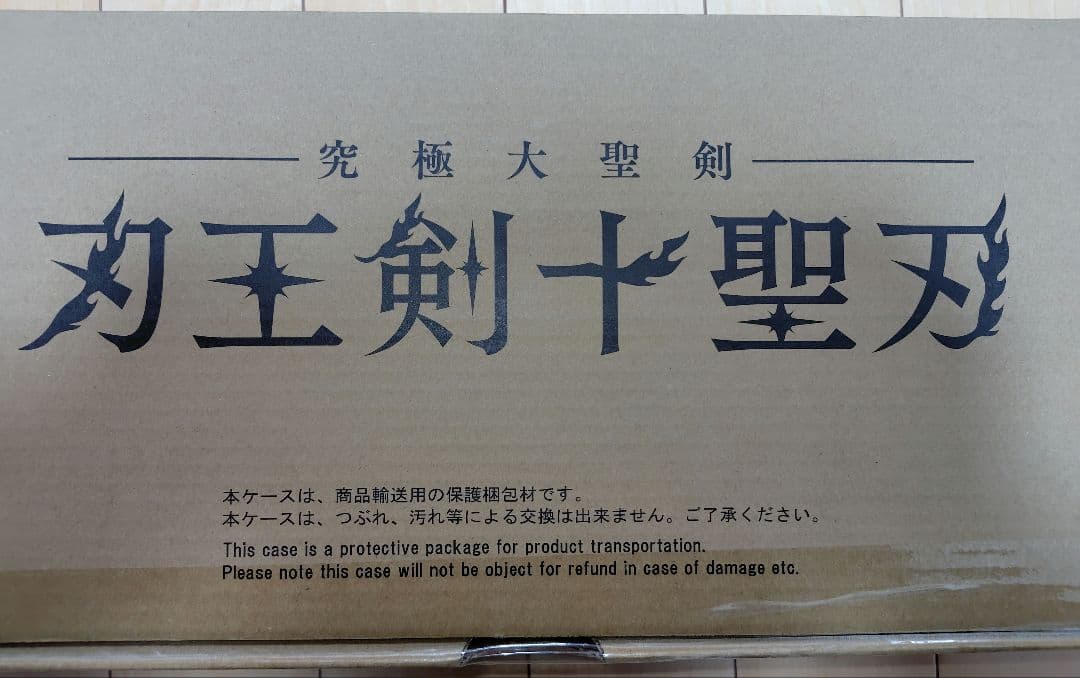 究極大聖剣
刃王剣十聖刃
本ケースは、商品輸送用の保護梱包材です。
本ケースは、つぶれ、汚れ等による交換は出来ません。ご了承ください。
This case is a protective package for product transportation.
Please note this case will not be object for refund in case of damage etc.